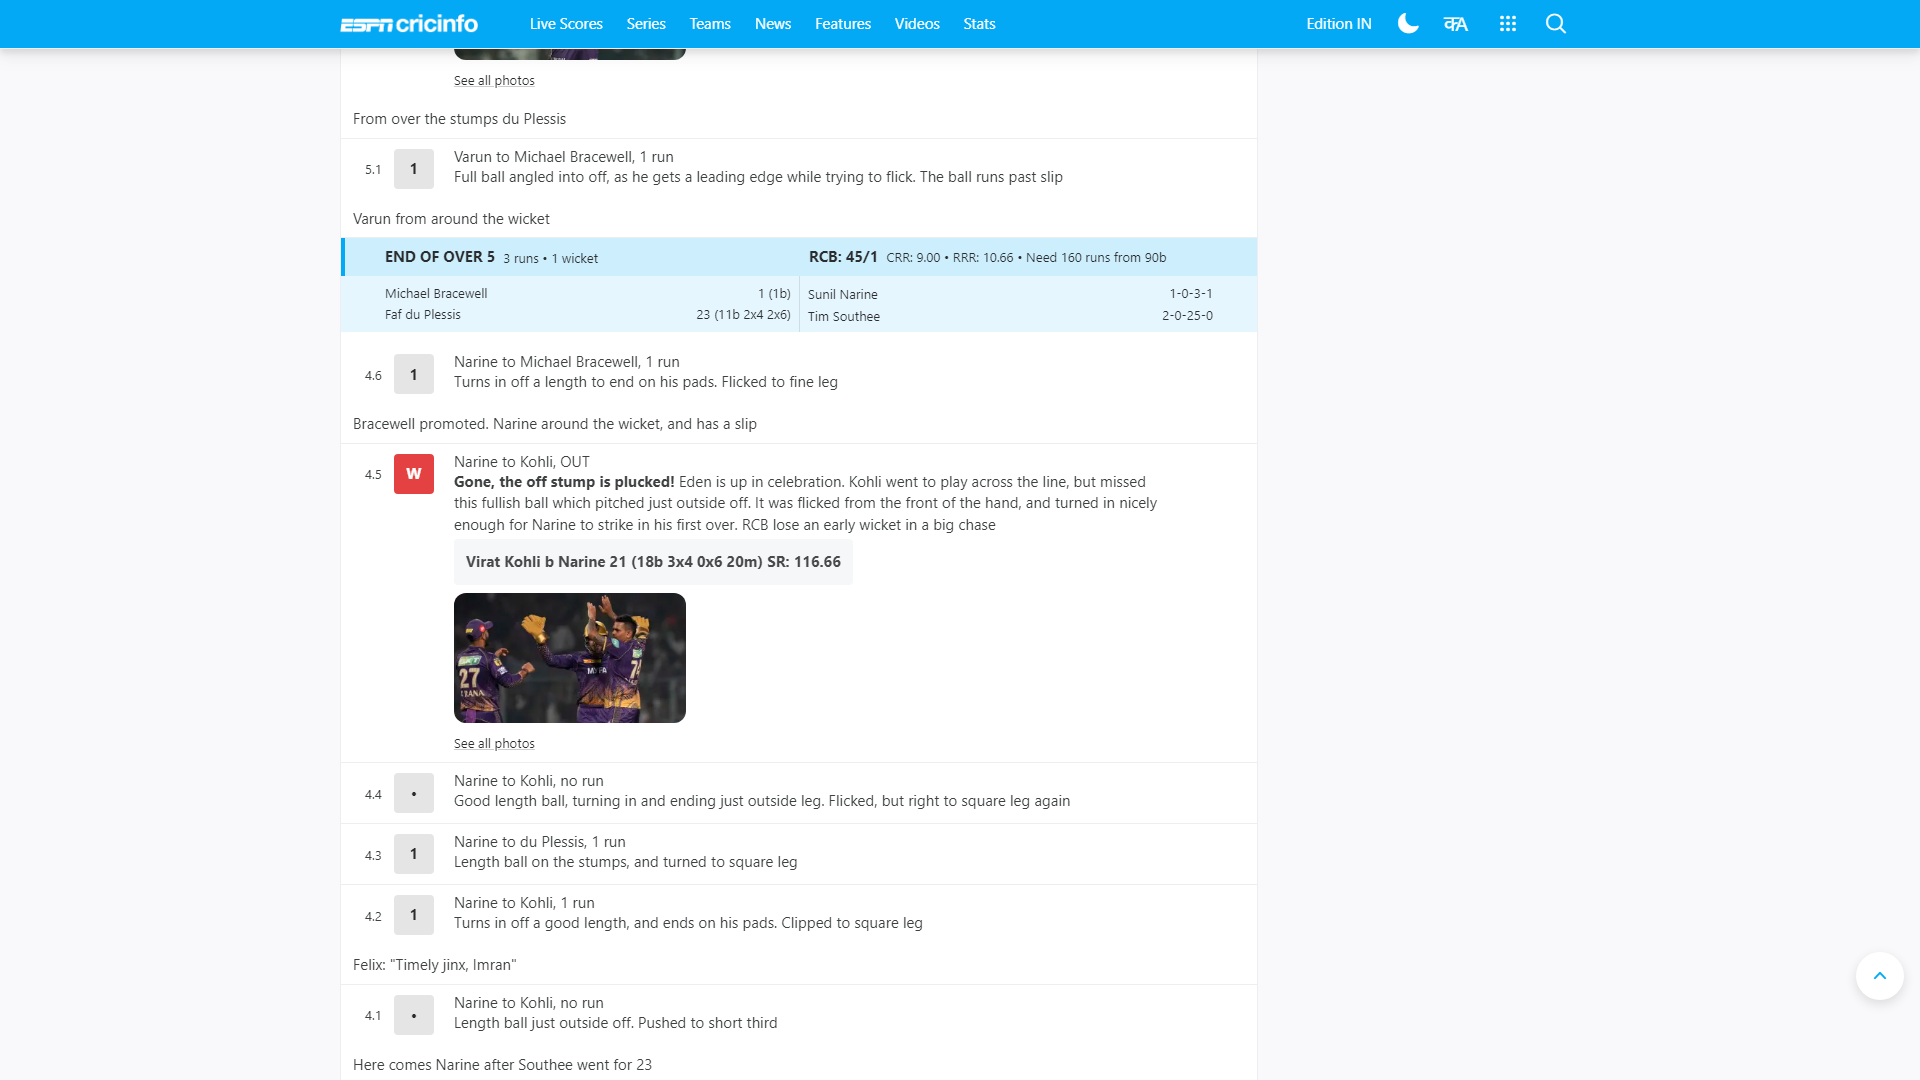 ESPN cricinfo
Live Scores
Series
Teams
News
Features
Videos
Stats
Edition IN
See all photos
From over the stumps du Plessis
5.1
1
Varun to Michael Bracewell, 1 run
Full ball angled into off, as he gets a leading edge while trying to flick. The ball runs past slip
Varun from around the wicket
END OF OVER 5 3 runs • 1 wicket
RCB: 45/1 CRR: 9.00 • RRR: 10.66 • Need 160 runs from 90b
Michael Bracewell 1 (1b)
Faf du Plessis 23 (11b 2x4 2x6)
Sunil Narine 1-0-3-1
Tim Southee 2-0-25-0
4.6
1
Narine to Michael Bracewell, 1 run
Turns in off a length to end on his pads. Flicked to fine leg
Bracewell promoted. Narine around the wicket, and has a slip
4.5
W
Narine to Kohli, OUT
Gone, the off stump is plucked! Eden is up in celebration. Kohli went to play across the line, but missed
this fullish ball which pitched just outside off. It was flicked from the front of the hand, and turned in nicely
enough for Narine to strike in his first over. RCB lose an early wicket in a big chase
Virat Kohli b Narine 21 (18b 3x4 0x6 20m) SR: 116.66
27
See all photos
4.4
•
Narine to Kohli, no run
Good length ball, turning in and ending just outside leg. Flicked, but right to square leg again
4.3
1
Narine to du Plessis, 1 run
Length ball on the stumps, and turned to square leg
4.2
1
Narine to Kohli, 1 run
Turns in off a good length, and ends on his pads. Clipped to square leg
Felix: "Timely jinx, Imran"
4.1
•
Narine to Kohli, no run
Length ball just outside off. Pushed to short third
Here comes Narine after Southee went for 23